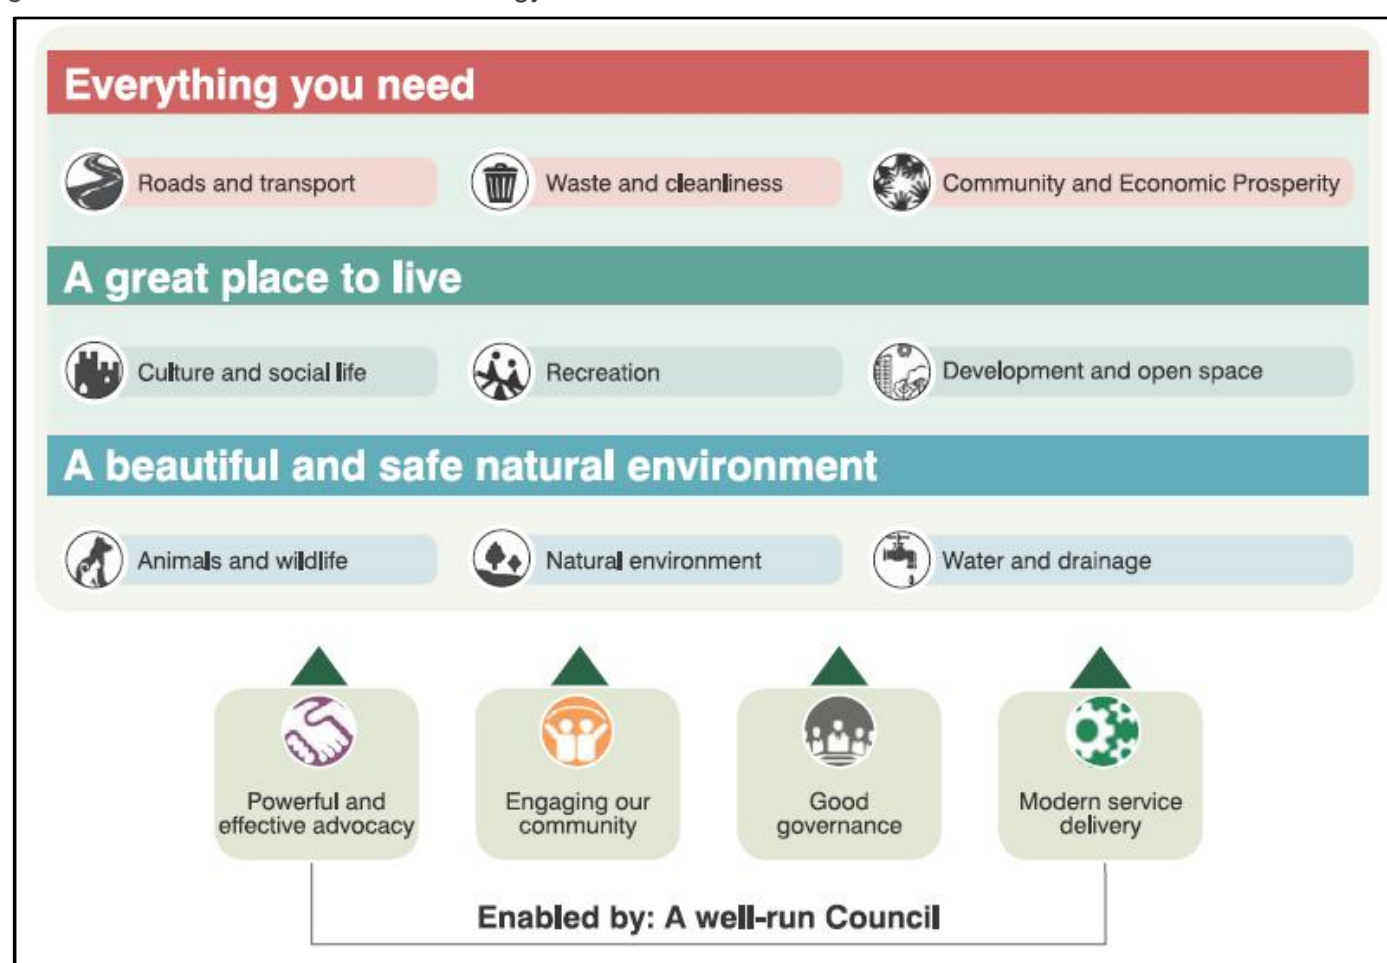 Everything you need
Roads and transport
Waste and cleanliness
Community and Economic Prosperity
A great place to live
Culture and social life
Recreation
Development and open space
A beautiful and safe natural environment
Animals and wildlife
Natural environment
Water and drainage
Powerful and
effective advocacy
Engaging our
community
Good
governance
Modern service
delivery
Enabled by: A well-run Council